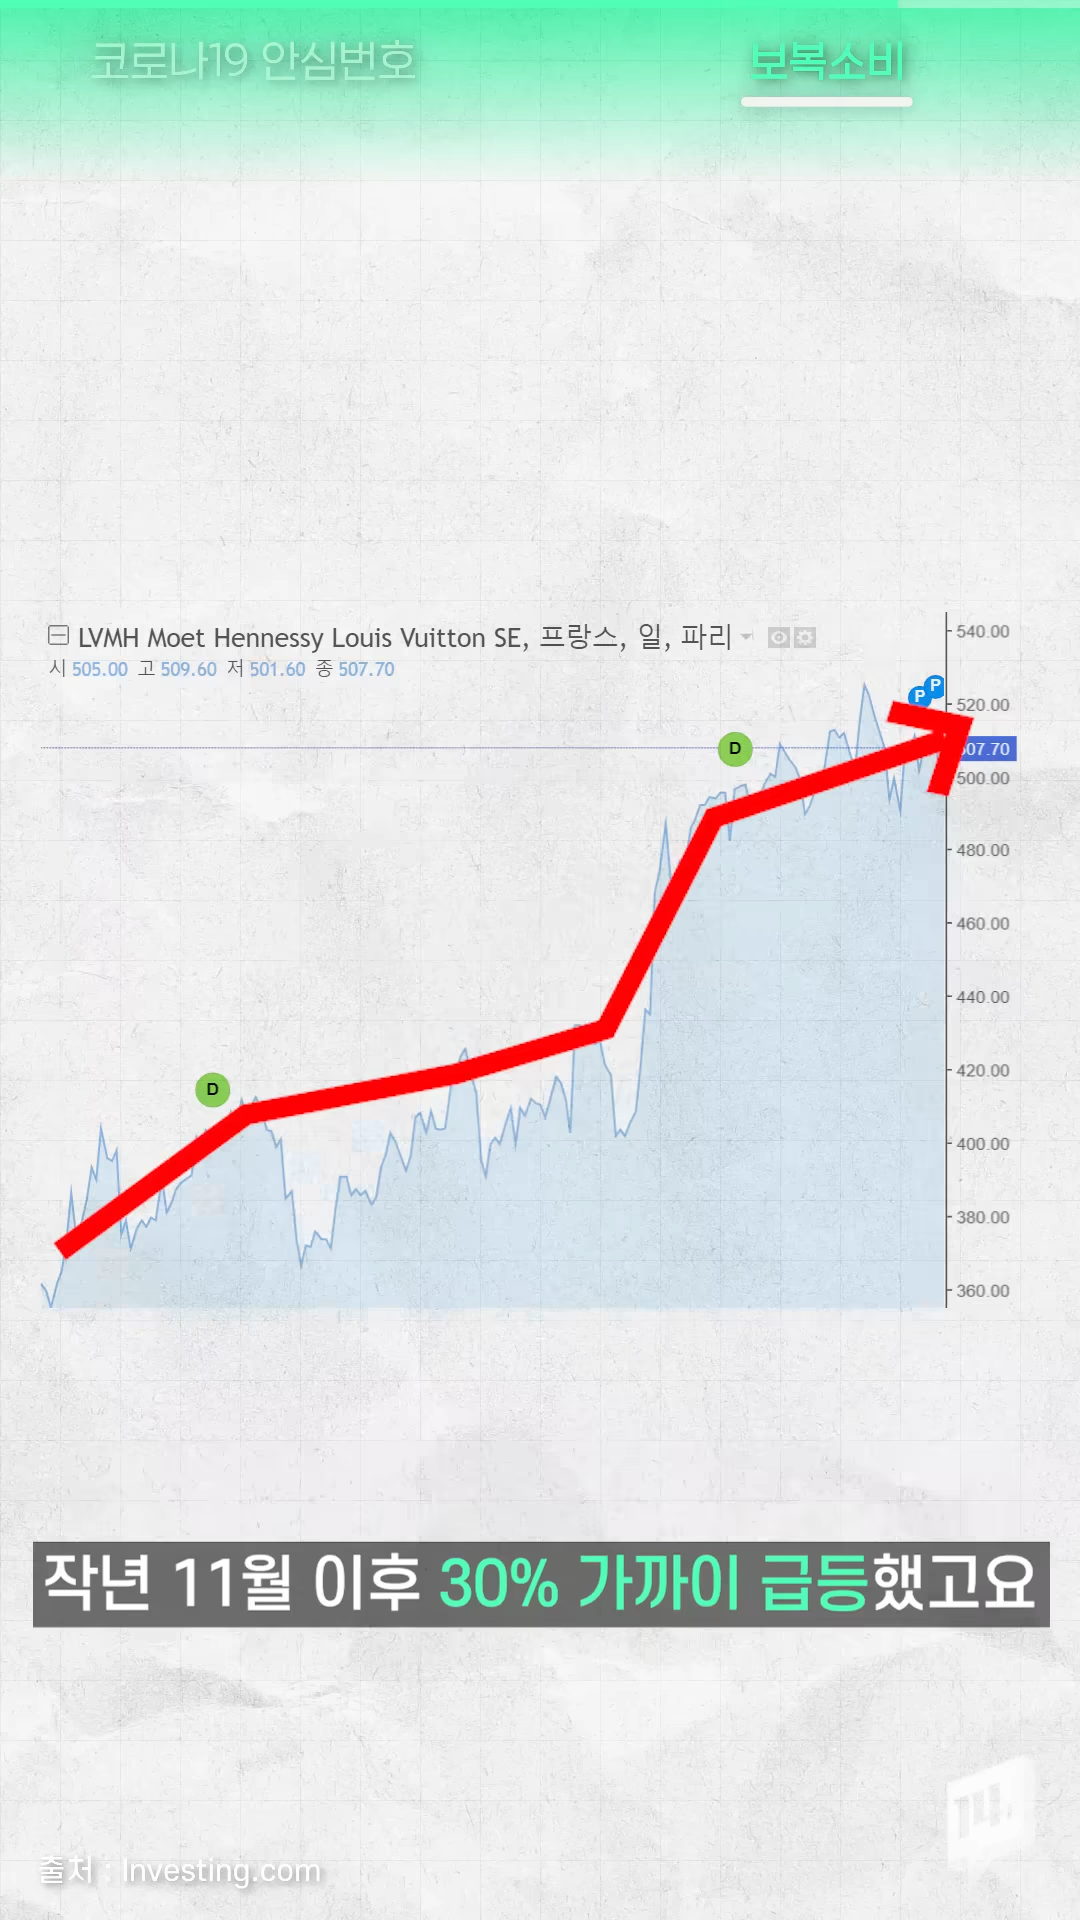 코로나19 안심번호
보복소비
LVMH Moet Hennessy Louis Vuitton SE, 프랑스, 일, 파리
시 505.00 고 509.60 저 501.60 종 507.70
540.00
P
P
520.00
D
07.70
500.00
480.00
460.00
440.00
420.00
D
400.00
380.00
360.00
작년 11월 이후 30% 가까이 급등했고요
출처 : Investing.com